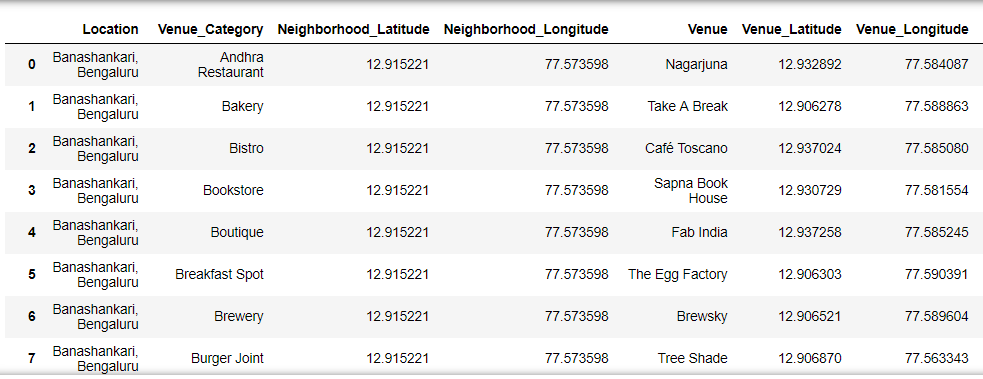 Location Venue_Category Neighborhood_Latitude Neighborhood_Longitude Venue Venue_Latitude Venue_Longitude
0 Banashankari, Bengaluru Andhra Restaurant 12.915221 77.573598 Nagarjuna 12.932892 77.584087
1 Banashankari, Bengaluru Bakery 12.915221 77.573598 Take A Break 12.906278 77.588863
2 Banashankari, Bengaluru Bistro 12.915221 77.573598 Café Toscano 12.937024 77.585080
3 Banashankari, Bengaluru Bookstore 12.915221 77.573598 Sapna Book House 12.930729 77.581554
4 Banashankari, Bengaluru Boutique 12.915221 77.573598 Fab India 12.937258 77.585245
5 Banashankari, Bengaluru Breakfast Spot 12.915221 77.573598 The Egg Factory 12.906303 77.590391
6 Banashankari, Bengaluru Brewery 12.915221 77.573598 Brewsky 12.906521 77.589604
7 Banashankari, Bengaluru Burger Joint 12.915221 77.573598 Tree Shade 12.906870 77.563343